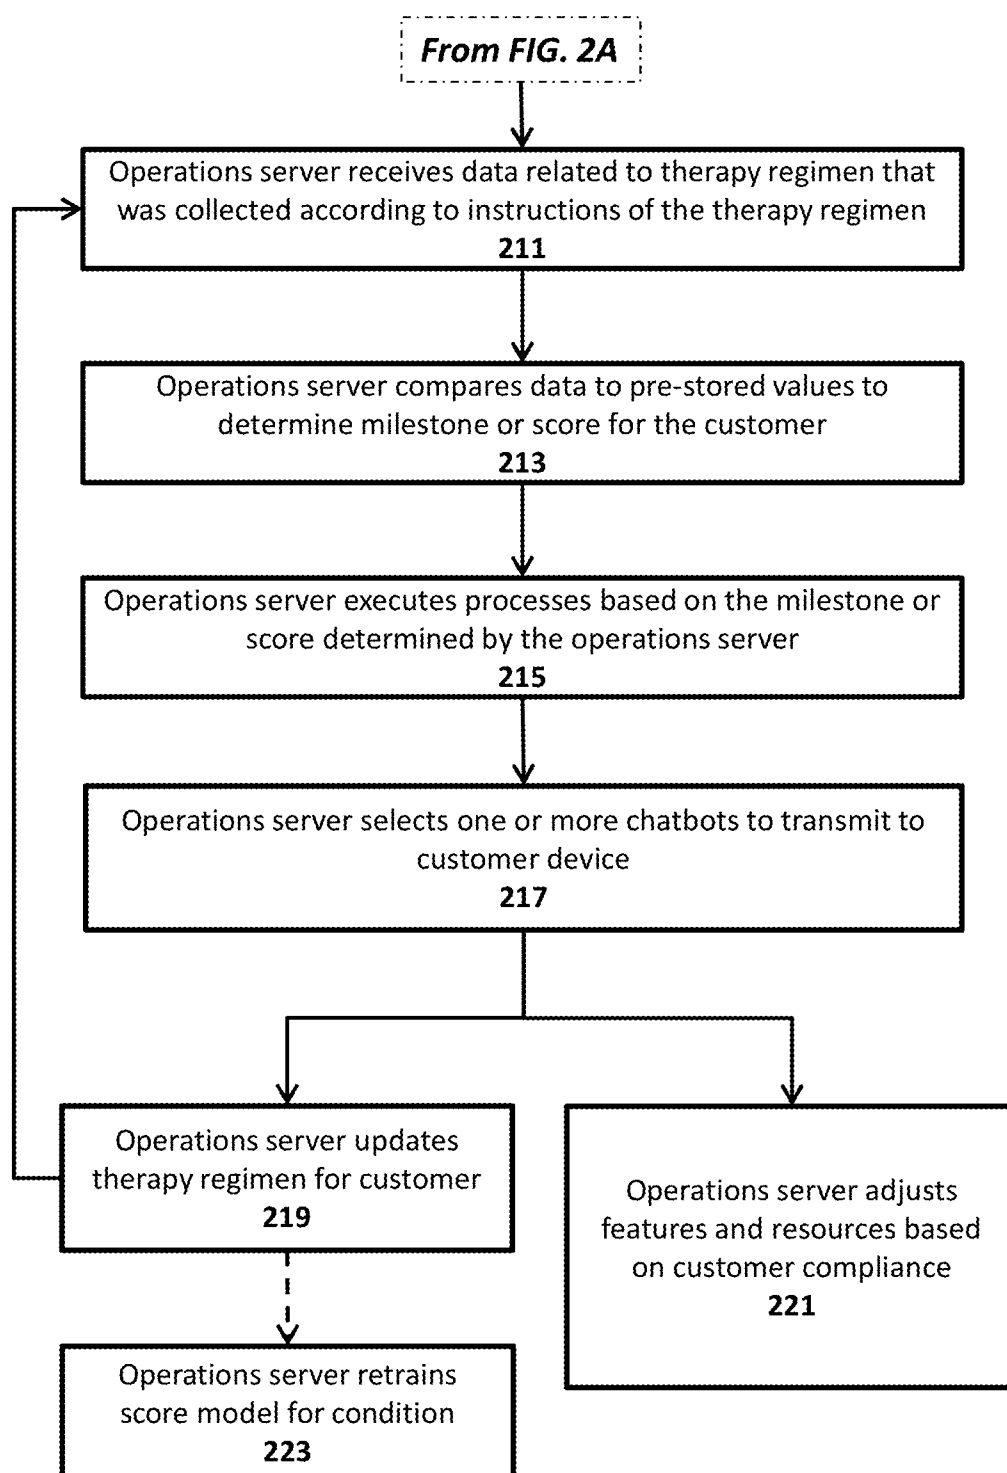 From FIG. 2A
Operations server receives data related to therapy regimen that
was collected according to instructions of the therapy regimen
211
Operations server compares data to pre-stored values to
determine milestone or score for the customer
213
Operations server executes processes based on the milestone or
score determined by the operations server
215
Operations server selects one or more chatbots to transmit to
customer device
217
Operations server updates
therapy regimen for customer
219
Operations server adjusts
features and resources based
on customer compliance
221
Operations server retrains
score model for condition
223